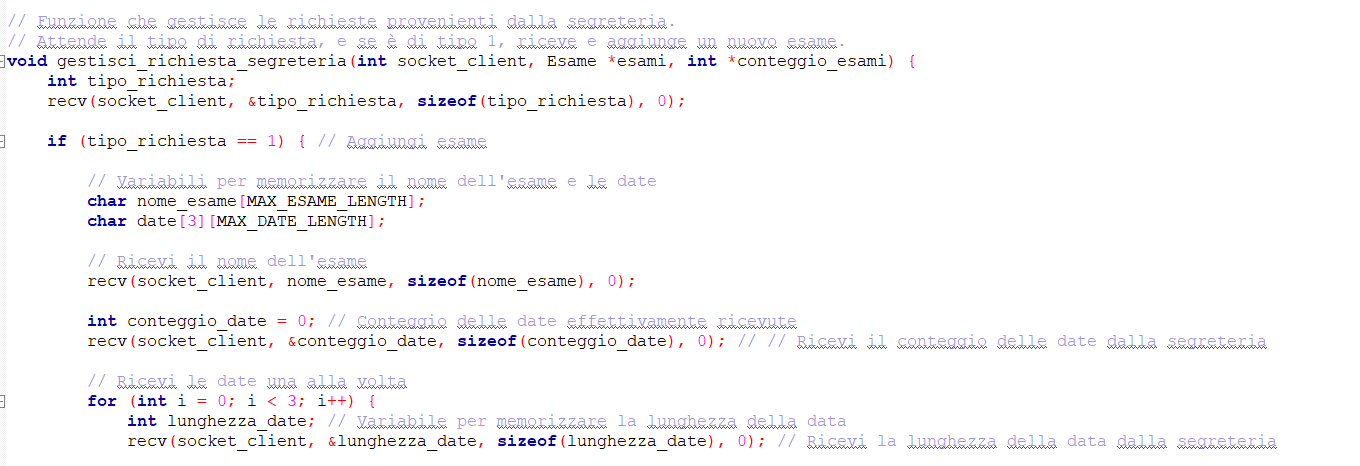 // Funzione che gestisce le richieste provenienti dalla segreteria.
// Attende il tipo di richiesta, e se è di tipo 1, riceve e aggiunge un nuovo esame.
void gestisci_richiesta_segreteria(int socket_client, Esame *esami, int *conteggio_esami) {
    int tipo_richiesta;
    recv(socket_client, &tipo_richiesta, sizeof(tipo_richiesta), 0);
    if (tipo_richiesta == 1) { // Aggiungi esame
        // Variabili per memorizzare il nome dell'esame e le date
        char nome_esame[MAX_ESAME_LENGTH];
        char date[3][MAX_DATE_LENGTH];
        // Ricevi il nome dell'esame
        recv(socket_client, nome_esame, sizeof(nome_esame), 0);
        int conteggio_date = 0; // Conteggio delle date effettivamente ricevute
        recv(socket_client, &conteggio_date, sizeof(conteggio_date), 0); // // Ricevi il conteggio delle date dalla segreteria
        // Ricevi le date una alla volta
        for (int i = 0; i < 3; i++) {
            int lunghezza_date; // Variabile per memorizzare la lunghezza della data
            recv(socket_client, &lunghezza_date, sizeof(lunghezza_date), 0); // Ricevi la lunghezza della data dalla segreteria